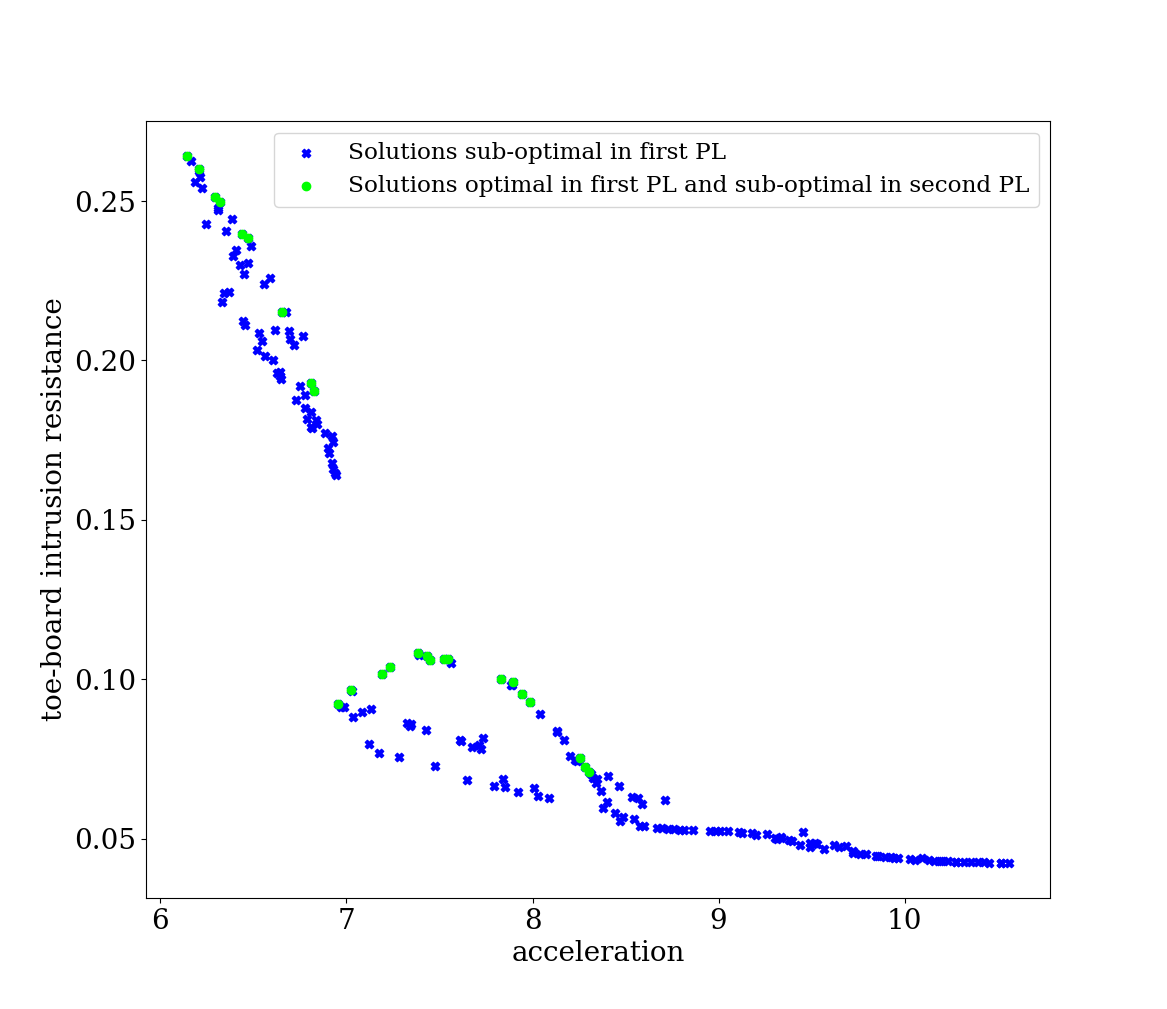 Solutions sub-optimal in first PL
Solutions optimal in first PL and sub-optimal in second PL
toe-board intrusion resistance
0.25
0.20
0.15
0.10
0.05
6
7
8
9
10
acceleration